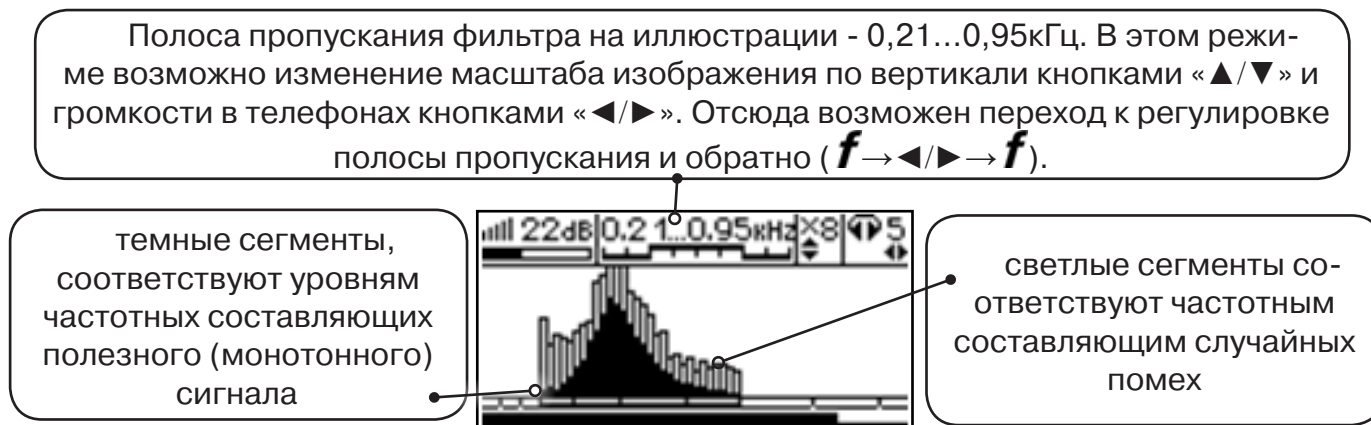 Полоса пропускания фильтра на иллюстрации - 0,21...0,95кГц. В этом режи-
ме возможно изменение масштаба изображения по вертикали кнопками «▲/▼» и
громкости в телефонах кнопками «◄/►». Отсюда возможен переход к регулировке
полосы пропускания и обратно ( f→◄/►→f ).
темные сегменты,
соответствуют уровням
частотных составляющих
полезного (монотонного)
сигнала
22dB 0.21...0.95кHz ×8 5
светлые сегменты со-
ответствуют частотным
составляющим случайных
помех